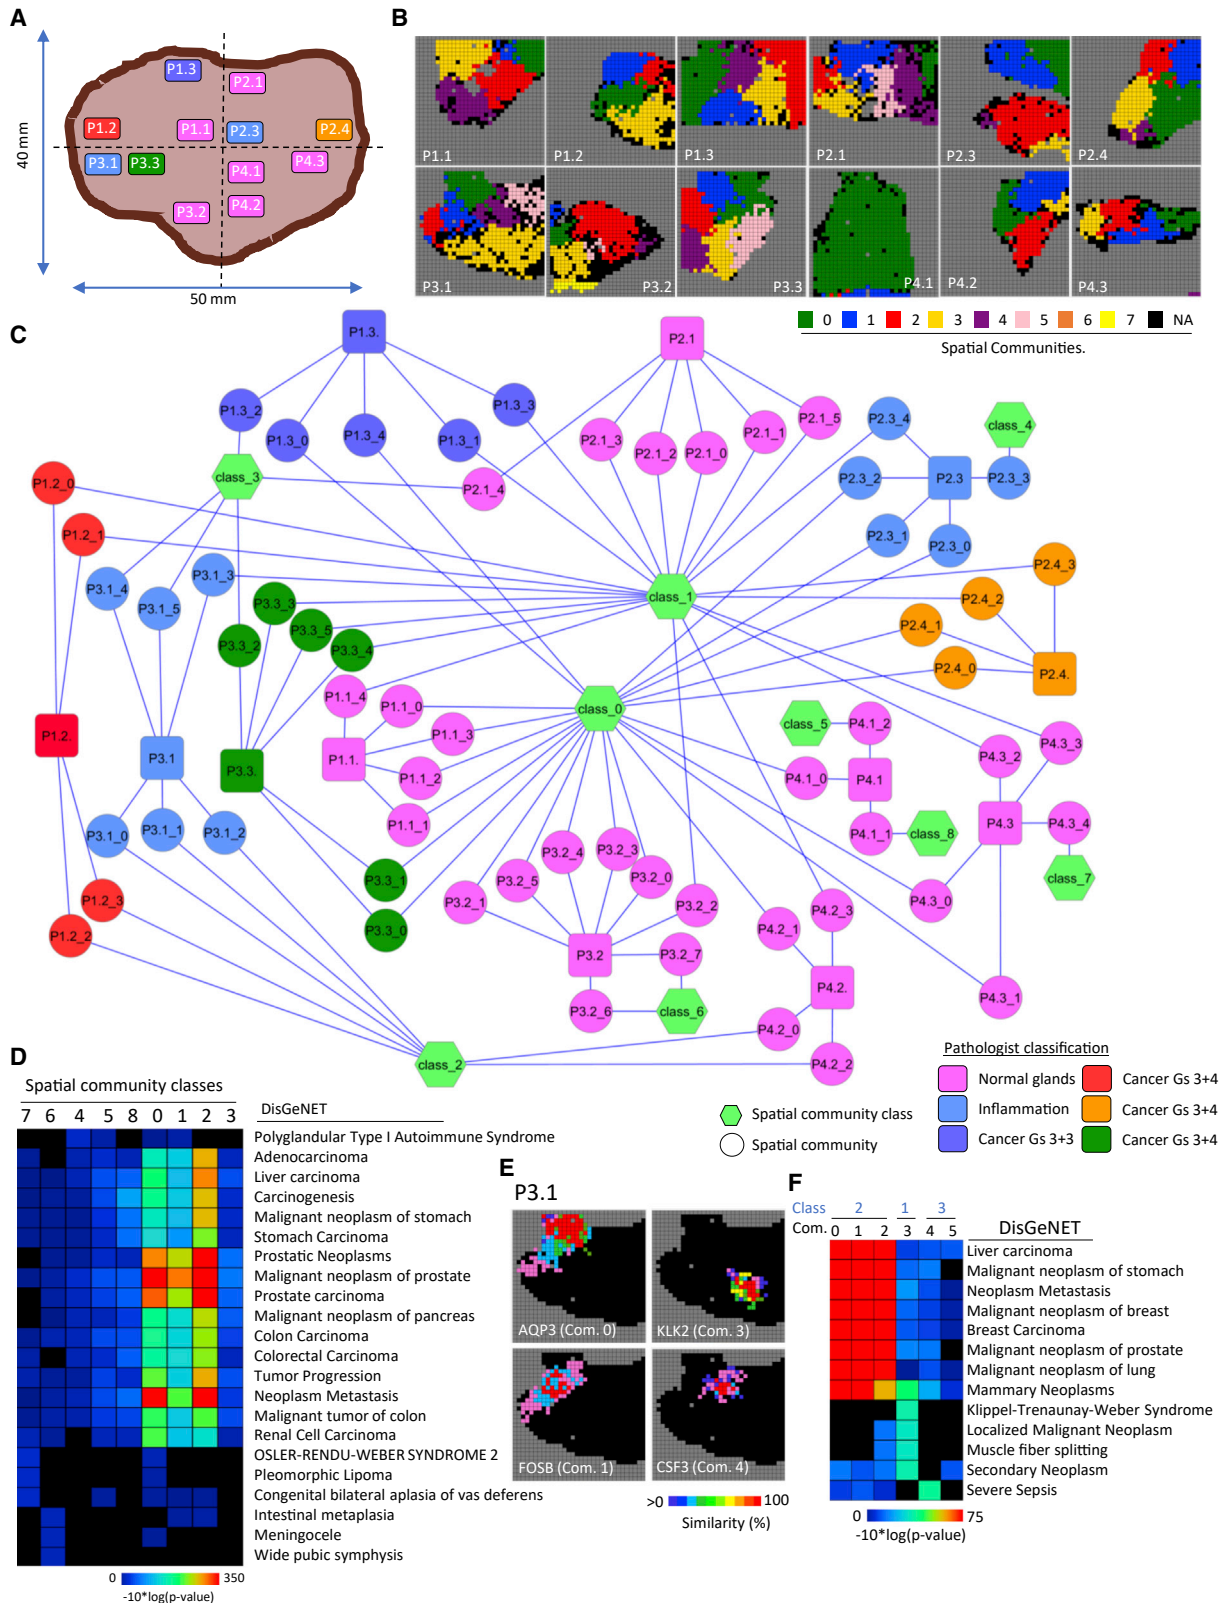 A
P1.3
P2.1
P1.2
P1.1
P2.3
P2.4
P3.1
P3.3
P4.1
P4.3
P3.2
P4.2
40 mm
50 mm
B
P1.1
P1.2
P1.3
P2.1
P2.3
P2.4
P3.1
P3.2
P3.3
P4.1
P4.2
P4.3
0 1 2 3 4 5 6 7 NA
Spatial Communities.
C
P1.3.
P2.1
P1.3_2
P1.3_0
P1.3_4
P1.3_1
P1.3_3
P2.1_3
P2.1_2
P2.1_0
P2.1_1
P2.1_5
P2.3_4
class_4
P1.2_0
class_3
P2.1_4
P2.3_2
P2.3
P2.3_3
P1.2_1
P2.3_1
P2.3_0
P3.1_4
P3.1_5
P3.1_3
P3.3_3
P3.3_5
P3.3_2
P3.3_4
class_1
P2.4_3
P2.4_2
P2.4_1
P2.4_0
P2.4.
P1.1_4
P1.1_0
P1.1_3
P1.1_2
P1.1_1
class_0
class_5
P4.1_2
P4.3_3
P4.3_2
P1.2.
P3.1
P3.3.
P1.1.
P4.1_0
P4.1
P4.1_1
class_8
P4.3
P4.3_4
class_7
P3.1_0
P3.1_1
P3.1_2
P3.2_4
P3.2_3
P3.2_5
P3.2_0
P3.3_1
P3.2_1
P3.2_2
P4.2_3
P4.3_0
P1.2_3
P1.2_2
P3.3_0
P4.2_1
P3.2
P3.2_7
P4.2.
P4.3_1
P3.2_6
class_6
P4.2_0
class_2
P4.2_2
Pathologist classification
Normal glands
Inflammation
Cancer Gs 3+3
Cancer Gs 3+4
Cancer Gs 3+4
Cancer Gs 3+4
Spatial community class
Spatial community
D
Spatial community classes
7 6 4 5 8 0 1 2 3
DisGeNET
Polyglandular Type I Autoimmune Syndrome
Adenocarcinoma
Liver carcinoma
Carcinogenesis
Malignant neoplasm of stomach
Stomach Carcinoma
Prostatic Neoplasms
Malignant neoplasm of prostate
Prostate carcinoma
Malignant neoplasm of pancreas
Colon Carcinoma
Colorectal Carcinoma
Tumor Progression
Neoplasm Metastasis
Malignant tumor of colon
Renal Cell Carcinoma
OSLER-RENDU-WEBER SYNDROME 2
Pleomorphic Lipoma
Congenital bilateral aplasia of vas deferens
Intestinal metaplasia
Meningocele
Wide pubic symphysis
0 350
-10*log(p-value)
E
P3.1
AQP3 (Com. 0)
KLK2 (Com. 3)
FOSB (Com. 1)
CSF3 (Com. 4)
>0 100
Similarity (%)
F
Class 2 1 3
Com. 0 1 2 3 4 5
DisGeNET
Liver carcinoma
Malignant neoplasm of stomach
Neoplasm Metastasis
Malignant neoplasm of breast
Breast Carcinoma
Malignant neoplasm of prostate
Malignant neoplasm of lung
Mammary Neoplasms
Klippel-Trenaunay-Weber Syndrome
Localized Malignant Neoplasm
Muscle fiber splitting
Secondary Neoplasm
Severe Sepsis
0 75
-10*log(p-value)